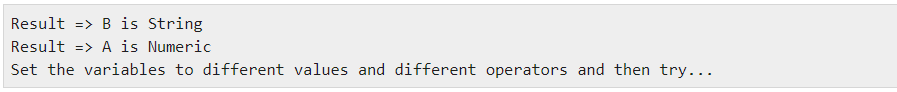 Result => B is String
Result => A is Numeric
Set the variables to different values and different operators and then try...